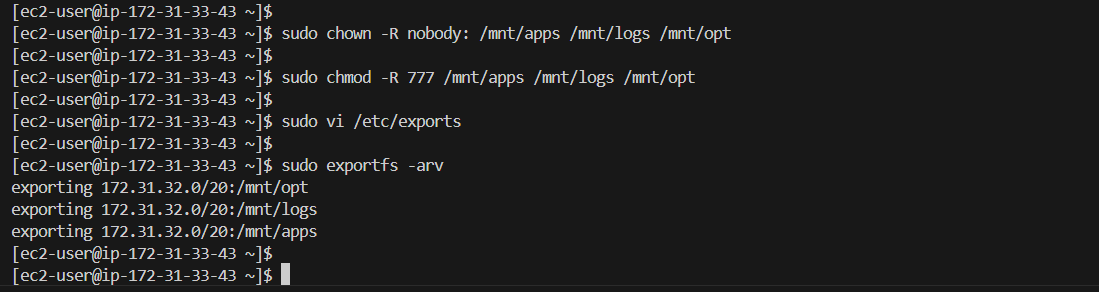 [ec2-user@ip-172-31-33-43 ~]$
[ec2-user@ip-172-31-33-43 ~]$ sudo chown -R nobody: /mnt/apps /mnt/logs /mnt/opt
[ec2-user@ip-172-31-33-43 ~]$
[ec2-user@ip-172-31-33-43 ~]$ sudo chmod -R 777 /mnt/apps /mnt/logs /mnt/opt
[ec2-user@ip-172-31-33-43 ~]$
[ec2-user@ip-172-31-33-43 ~]$ sudo vi /etc/exports
[ec2-user@ip-172-31-33-43 ~]$
[ec2-user@ip-172-31-33-43 ~]$ sudo exportfs -arv
exporting 172.31.32.0/20:/mnt/opt
exporting 172.31.32.0/20:/mnt/logs
exporting 172.31.32.0/20:/mnt/apps
[ec2-user@ip-172-31-33-43 ~]$
[ec2-user@ip-172-31-33-43 ~]$